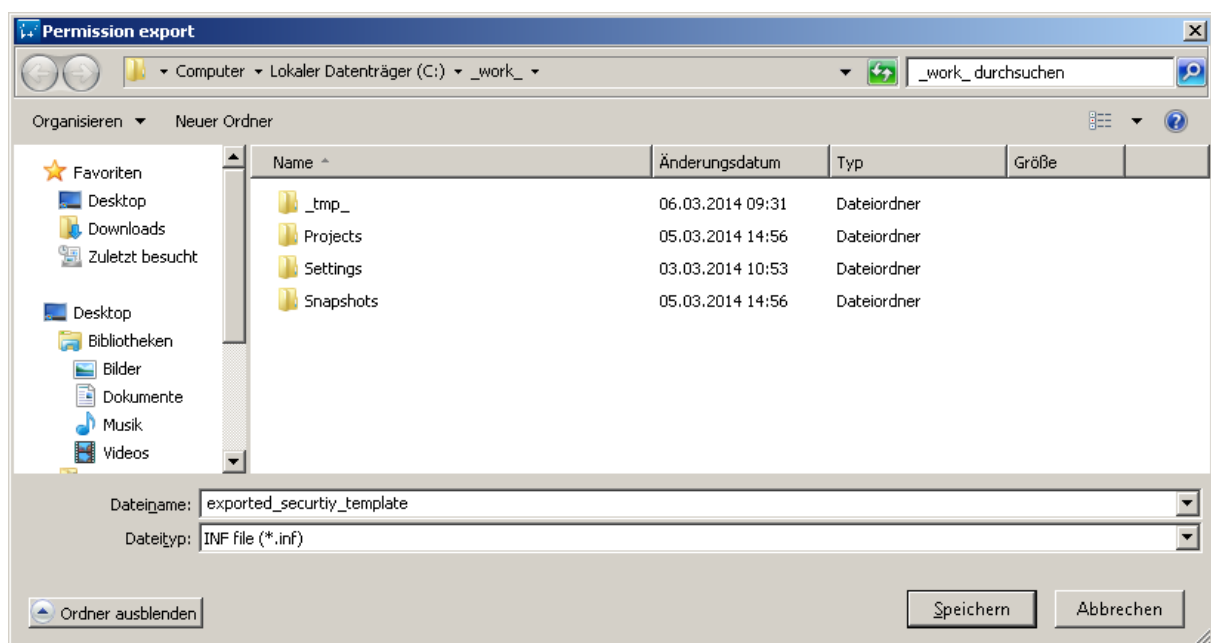 Permission export
Computer Lokaler Datenträger (C:) _work_
_work_ durchsuchen
Organisieren Neuer Ordner
Favoriten
Desktop
Downloads
Zuletzt besucht
Desktop
Bibliotheken
Bilder
Dokumente
Musik
Videos
Name Änderungsdatum Typ Größe
_tmp_ 06.03.2014 09:31 Dateiordner
Projects 05.03.2014 14:56 Dateiordner
Settings 03.03.2014 10:53 Dateiordner
Snapshots 05.03.2014 14:56 Dateiordner
Dateiname: exported_securtiy_template
Dateityp: INF file (*.inf)
Ordner ausblenden
Speichern Abbrechen